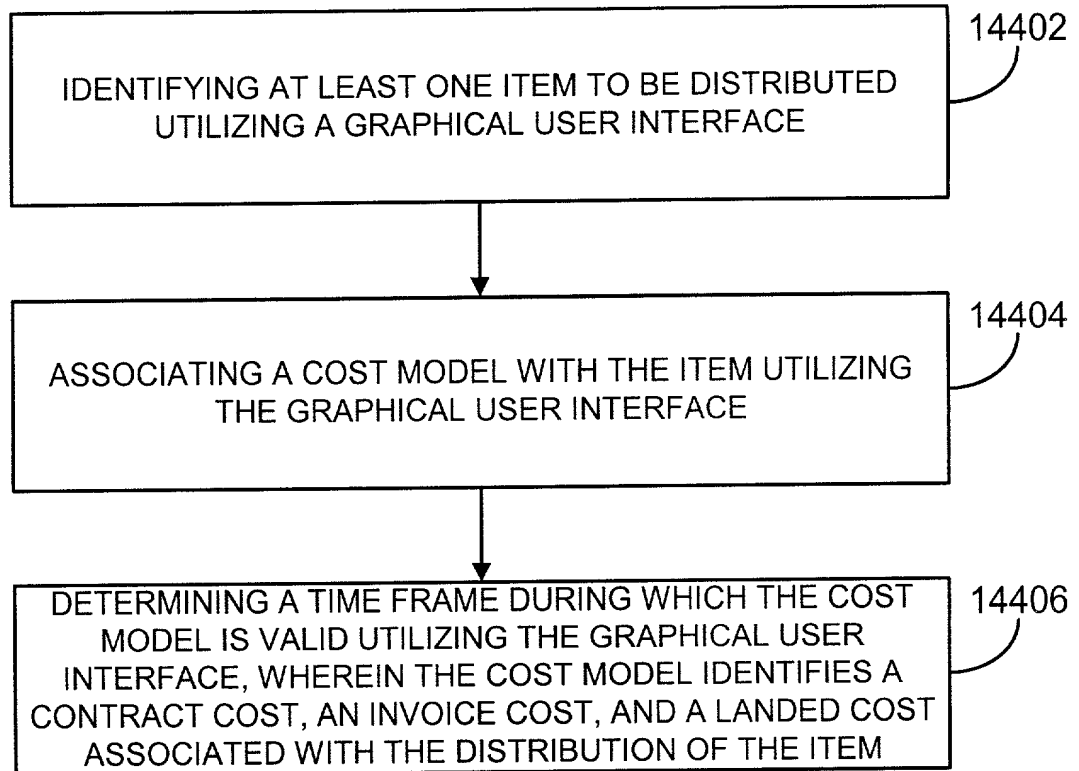 14402
IDENTIFYING AT LEAST ONE ITEM TO BE DISTRIBUTED
UTILIZING A GRAPHICAL USER INTERFACE
14404
ASSOCIATING A COST MODEL WITH THE ITEM UTILIZING
THE GRAPHICAL USER INTERFACE
14406
DETERMINING A TIME FRAME DURING WHICH THE COST
MODEL IS VALID UTILIZING THE GRAPHICAL USER
INTERFACE, WHEREIN THE COST MODEL IDENTIFIES A
CONTRACT COST, AN INVOICE COST, AND A LANDED COST
ASSOCIATED WITH THE DISTRIBUTION OF THE ITEM